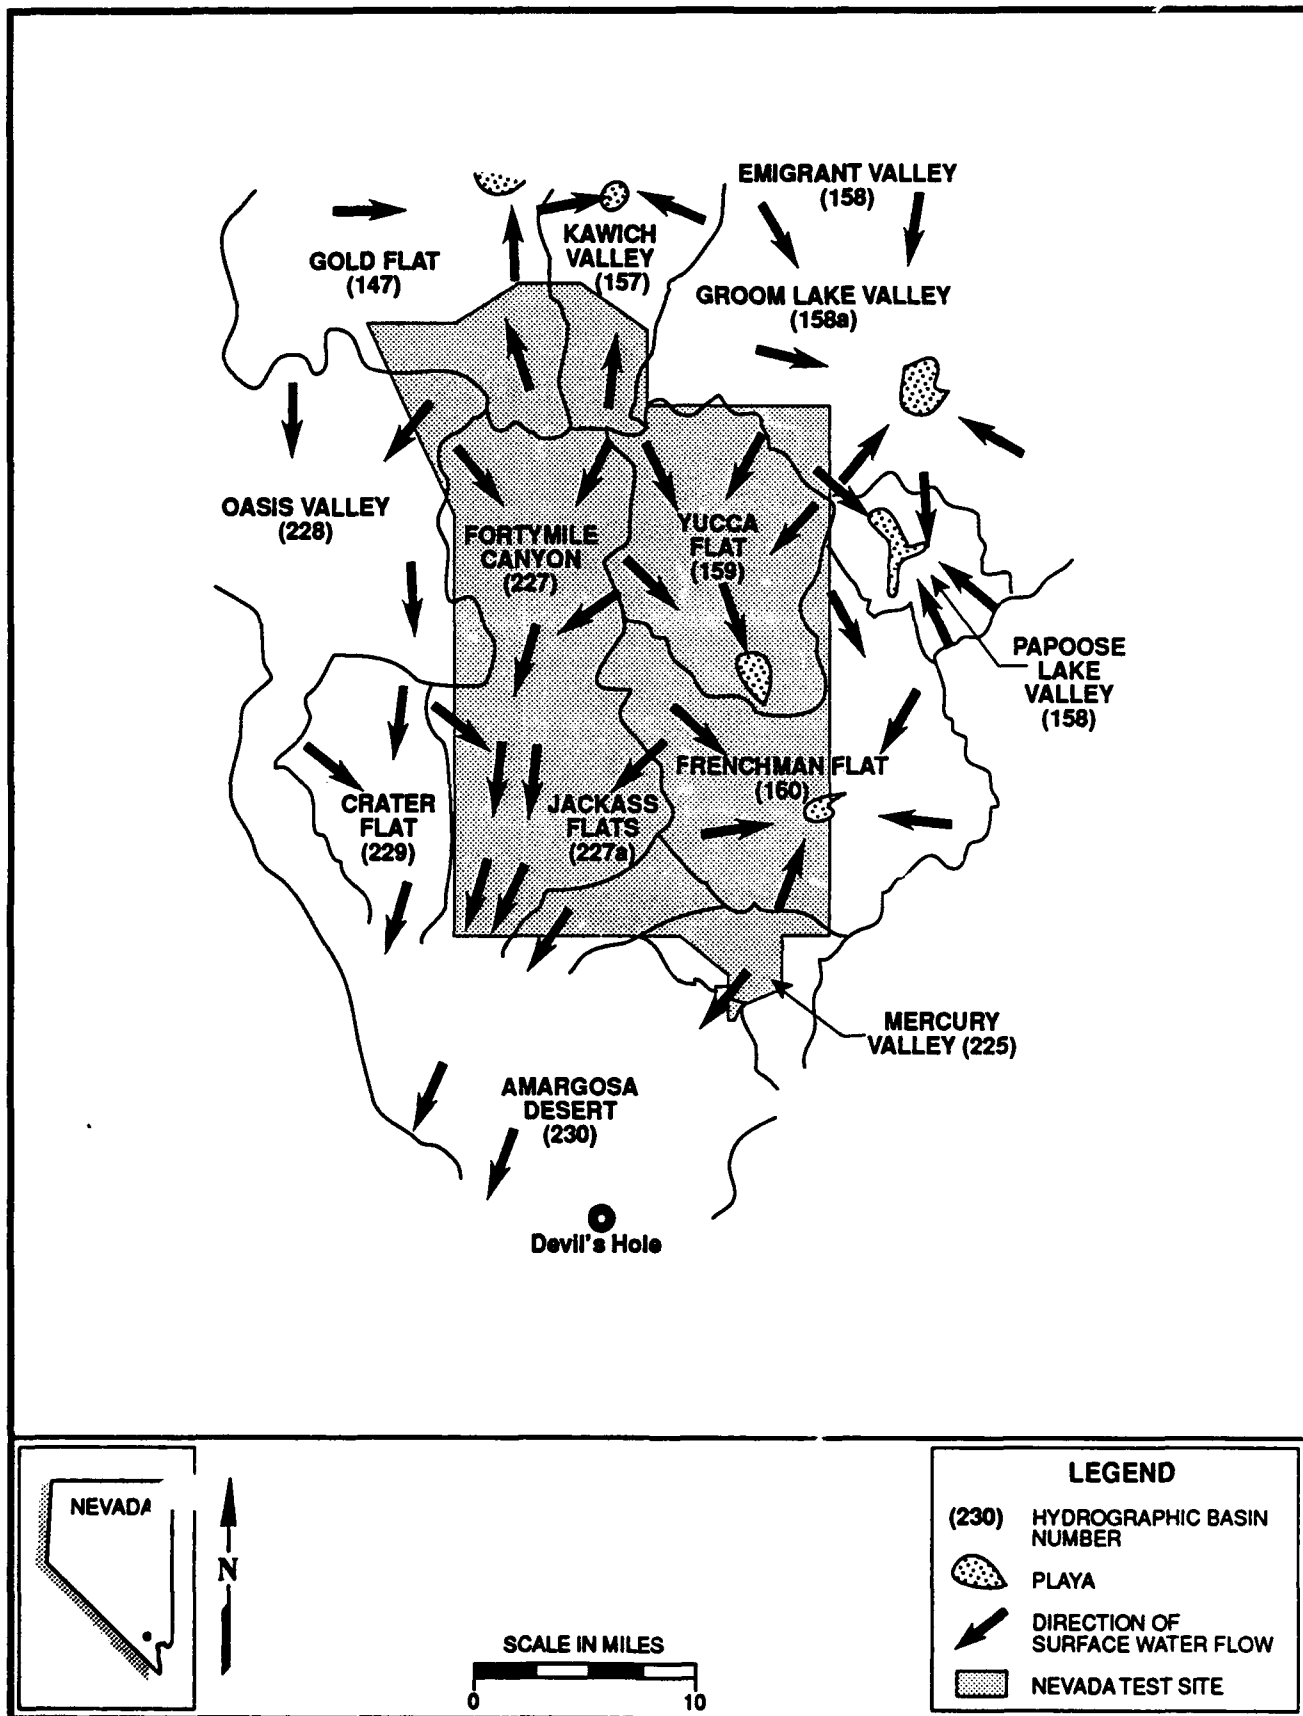 EMIGRANT VALLEY
(158)
KAWICH
VALLEY
(157)
GOLD FLAT
(147)
GROOM LAKE VALLEY
(158a)
OASIS VALLEY
(228)
FORTYMILE
CANYON
(227)
YUCCA
FLAT
(159)
PAPOOSE
LAKE
VALLEY
(158)
FRENCHMAN FLAT
(160)
CRATER
FLAT
(229)
JACKASS
FLATS
(227a)
MERCURY
VALLEY (225)
AMARGOSA
DESERT
(230)
Devil's Hole
NEVADA
N
SCALE IN MILES
0 10
LEGEND
(230) HYDROGRAPHIC BASIN
NUMBER
PLAYA
DIRECTION OF
SURFACE WATER FLOW
NEVADA TEST SITE